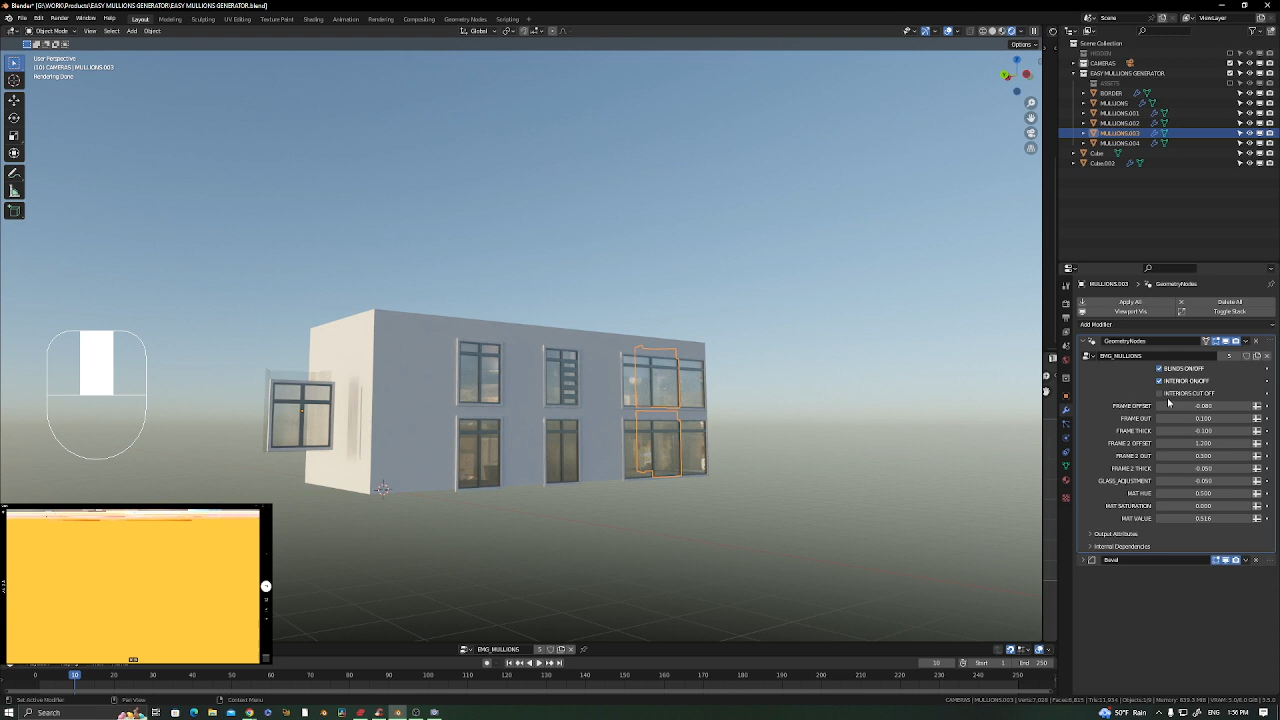 Blender* [G:\WORK\Products\EASY MULLIONS GENERATOR\EASY MULLIONS GENERATOR.blend]
File Edit Render Window Help Layout Modeling Sculpting UV Editing Texture Paint Shading Animation Rendering Compositing Geometry Nodes Scripting Scene ViewLayer
Object Mode View Select Add Object Global
Options
User Perspective
(10) CAMERAS | MULLIONS.003
Rendering Done
Scene Collection
HIDDEN
CAMERAS
EASY MULLIONS GENERATOR
ASSETS
BORDER
MULLIONS
MULLIONS.001
MULLIONS.002
MULLIONS.003
MULLIONS.004
Cube
Cube.002
MULLIONS.003 > GeometryNodes
Apply All Delete All
Viewport Vis Toggle Stack
Add Modifier
GeometryNodes
EMG_MULLIONS 5
BLINDS ON/OFF
INTERIOR ON/OFF
INTERIORS CUT OFF
FRAME OFFSET -0.080
FRAME OUT 0.100
FRAME THICK -0.100
FRAME 2 OFFSET 1.200
FRAME 2 OUT 0.300
FRAME 2 THICK -0.050
GLASS_ADJUSTMENT -0.050
MAT HUE 0.500
MAT SATURATION 0.000
MAT VALUE 0.516
Output Attributes
Internal Dependencies
Bevel
EMG_MULLIONS 5
10 Start 1 End 250
0 10 20 30 40 50 60 70 80 90 100 110 120 130 140 150 160 170 180 190 200 210 220 230 240 250
Set Active Modifier Pan View Context Menu
Search 50°F Rain ENG 1:56 PM